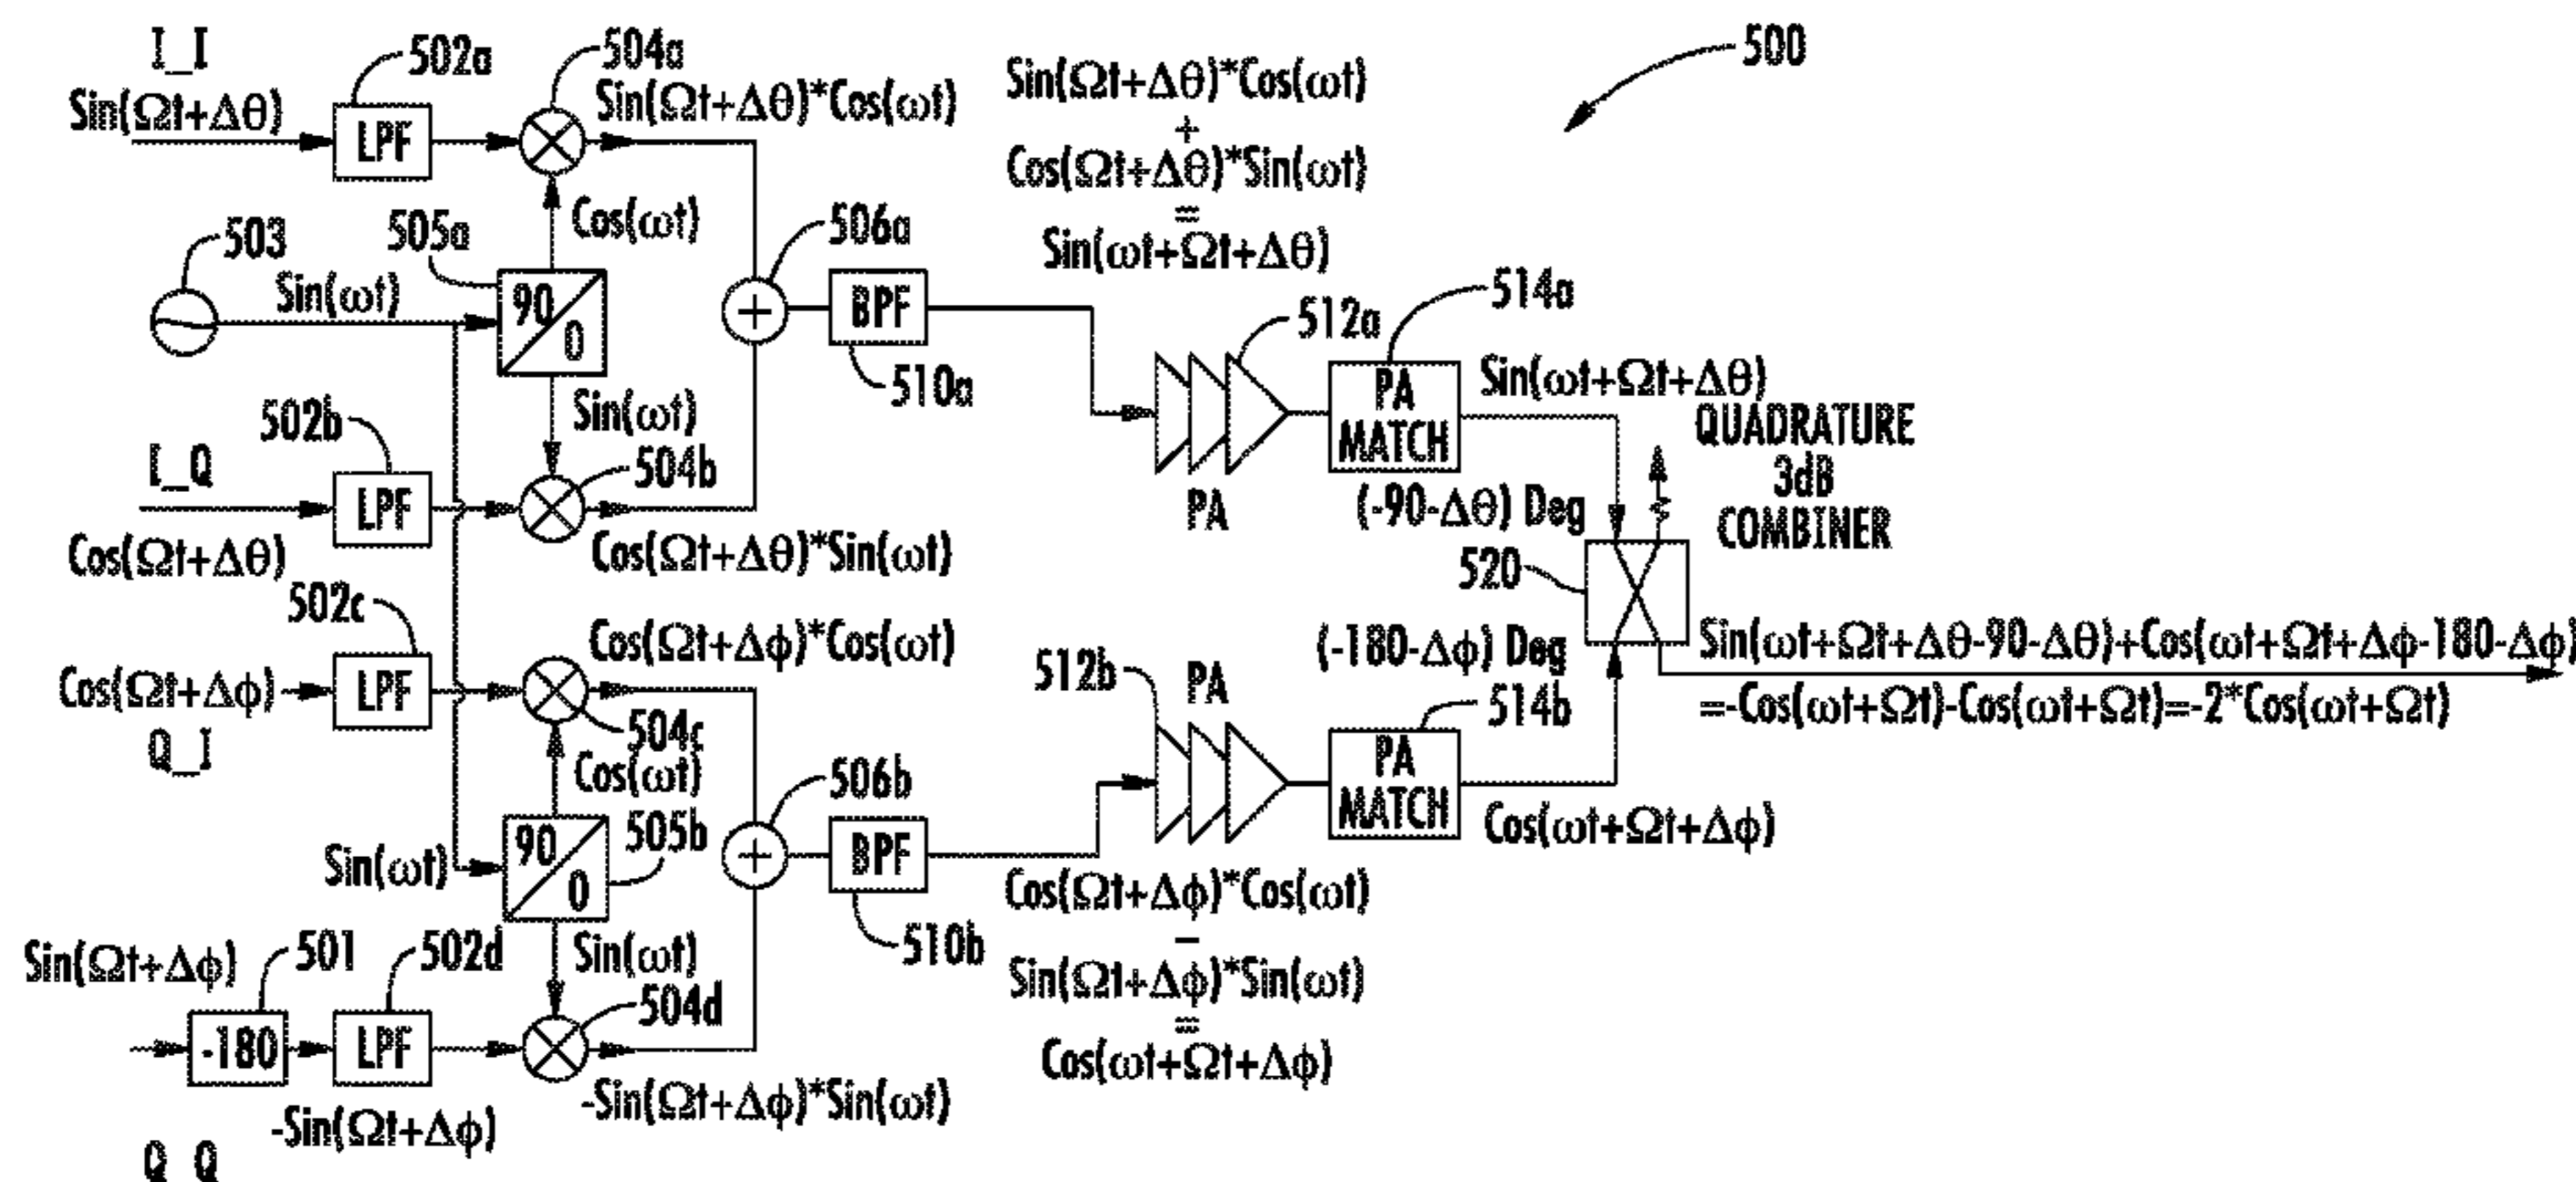 I_I
Sin(Ωt+Δθ)
502a
LPF
504a
Sin(Ωt+Δθ)*Cos(ωt)
Sin(Ωt+Δθ)*Cos(ωt)
+
Cos(Ωt+Δθ)*Sin(ωt)
=
Sin(ωt+Ωt+Δθ)
500
503
Sin(ωt)
505a
90
0
Cos(ωt)
Sin(ωt)
506a
+
BPF
510a
512a
PA
514a
PA
MATCH
Sin(ωt+Ωt+Δθ)
QUADRATURE
3dB
COMBINER
(-90-Δθ) Deg
520
I_Q
Cos(Ωt+Δθ)
502b
LPF
504b
Cos(Ωt+Δθ)*Sin(ωt)
502c
Cos(Ωt+Δϕ)
Q_I
LPF
Cos(Ωt+Δϕ)*Cos(ωt)
504c
Cos(ωt)
Sin(ωt)
90
0
505b
Sin(ωt)
506b
+
BPF
510b
512b
PA
(-180-Δϕ) Deg
514b
PA
MATCH
Cos(ωt+Ωt+Δϕ)
Sin(ωt+Ωt+Δθ-90-Δθ)+Cos(ωt+Ωt+Δϕ-180-Δϕ)
=-Cos(ωt+Ωt)-Cos(ωt+Ωt)=-2*Cos(ωt+Ωt)
Cos(Ωt+Δϕ)*Cos(ωt)
-
Sin(Ωt+Δϕ)*Sin(ωt)
=
Cos(ωt+Ωt+Δϕ)
Sin(Ωt+Δϕ)
501
-180
502d
LPF
504d
-Sin(Ωt+Δϕ)*Sin(ωt)
-Sin(Ωt+Δϕ)
Q_Q